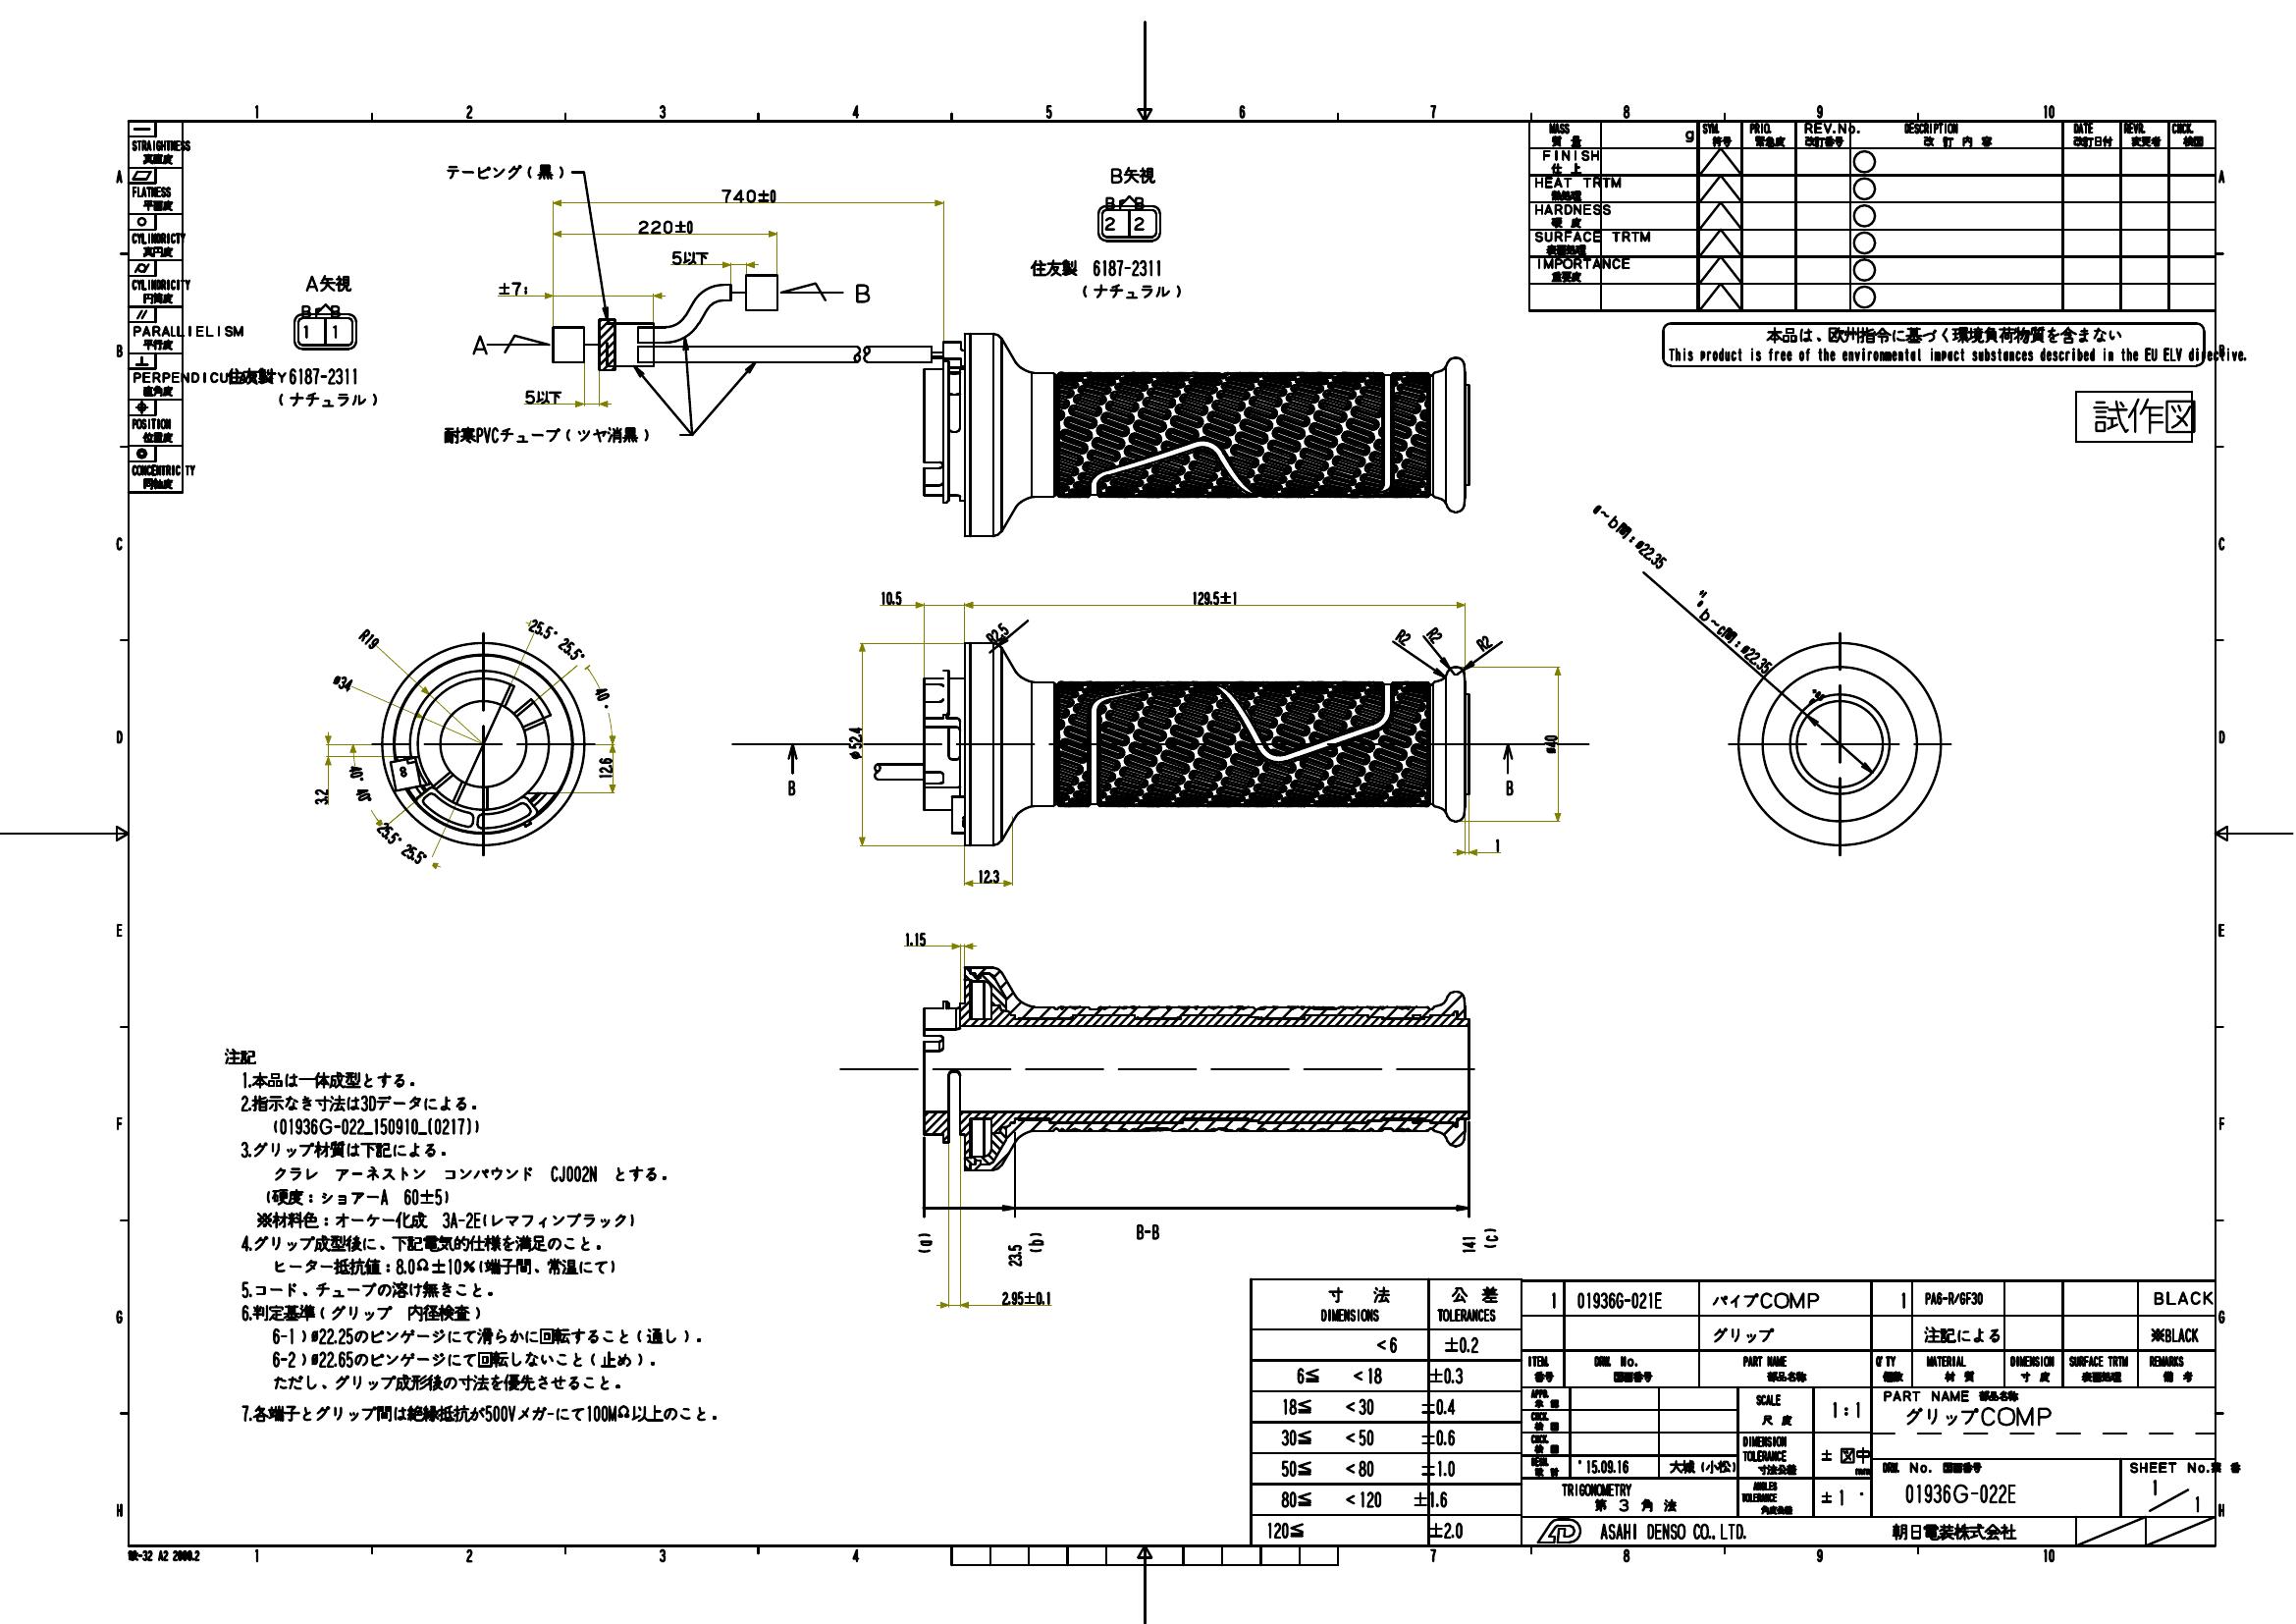 1 2 3 4 5 6 7 8 9 10
A
B
C
D
E
F
G
H
STRAIGHTNESS
真直度
FLATNESS
平面度
CYLINDRICTY
真円度
CYLINDRICITY
円筒度
PARALLIELISM
平行度
PERPENDICULARITY
直角度
POSITION
位置度
CONCENTRICITY
同軸度
テーピング(黒)
740±0
220±0
5以下
±7:
A
B
5以下
耐寒PVCチューブ(ツヤ消黒)
A矢視
B B
1 1
住友製 6187-2311
(ナチュラル)
B矢視
B B
2 2
住友製 6187-2311
(ナチュラル)
MASS
質 量
g
SYM.
符号
PRIO.
緊急度
REV.No.
改訂番号
DESCRIPTION
改 訂 内 容
DATE
改訂日付
REVR.
変更者
CHCK.
検図
FINISH
仕 上
HEAT TRTM
熱処理
HARDNESS
硬 度
SURFACE TRTM
表面処理
IMPORTANCE
重要度
本品は、欧州指令に基づく環境負荷物質を含まない
This product is free of the environmental impact substances described in the EU ELV directive.
試作図
R19
ø34
25.5° 25.5°
40°
12.6
3.2
40°
40°
25.5° 25.5°
8
10.5
129.5±1
R2.5
R2
R2
R2
φ52.4
ø40
B
B
12.3
1
a~b間:ø22.35
b~c間:ø22.35
1.15
B-B
(a)
23.5
(b)
141
(c)
2.95±0.1
注記
1.本品は一体成型とする.
2.指示なき寸法は3Dデータによる.
(01936G-022_150910_(0217))
3.グリップ材質は下記による.
クラレ アーネストン コンパウンド CJ002N とする.
(硬度:ショアーA 60±5)
※材料色:オーケー化成 3A-2E(レマフィンブラック)
4.グリップ成型後に、下記電気的仕様を満足のこと.
ヒーター抵抗値:8.0Ω±10%(端子間、常温にて)
5.コード、チューブの溶け無きこと.
6.判定基準(グリップ 内径検査)
6-1)ø22.25のピンゲージにて滑らかに回転すること(通し).
6-2)ø22.65のピンゲージにて回転しないこと(止め).
ただし、グリップ成形後の寸法を優先させること.
7.各端子とグリップ間は絶縁抵抗が500Vメガ-にて100MΩ以上のこと.
寸 法
DIMENSIONS
公 差
TOLERANCES
<6 ±0.2
6≦ <18 ±0.3
18≦ <30 ±0.4
30≦ <50 ±0.6
50≦ <80 ±1.0
80≦ <120 ±1.6
120≦ ±2.0
1 01936G-021E パイプCOMP 1 PA6-R/GF30 BLACK
グリップ 注記による ※BLACK
ITEM. DRW. No. PART NAME Q'TY MATERIAL DIMENSION SURFACE TRTM REMARKS
番号 図面番号 部品名称 個数 材 質 寸 度 表面処理 備 考
APPD.
承 認
CHCK.
検 図
CHCK.
検 図
DESN.
設 計
'15.09.16
大城(小松)
SCALE
尺 度
1:1
DIMENSION
TOLERANCE
寸法公差
± 図中
mm
ANGLES
TOLERANCE
角度公差
±1°
TRIGONOMETRY
第 3 角 法
PART NAME 部品名称
グリップCOMP
DRW. No. 図面番号
01936G-022E
SHEET No.葉 番
1/1
ASAHI DENSO CO.,LTD.
朝日電装株式会社
A2 2000.2
1 2 3 4 7 8 9 10